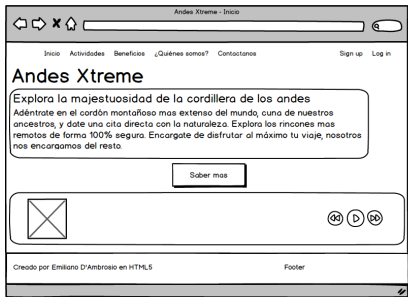 Andes Xtreme - Inicio
Inicio Actividades Beneficios ¿Quiénes somos? Contactanos Sign up Log in
Andes Xtreme
Explora la majestuosidad de la cordillera de los andes
Adéntrate en el cordón montañoso mas extenso del mundo, cuna de nuestros
ancestros, y date una cita directa con la naturaleza. Explora los rincones mas
remotos de forma 100% segura. Encargate de disfrutar al máximo tu viaje, nosotros
nos encargamos del resto.
Saber mas
Creado por Emiliano D'Ambrosio en HTML5 Footer